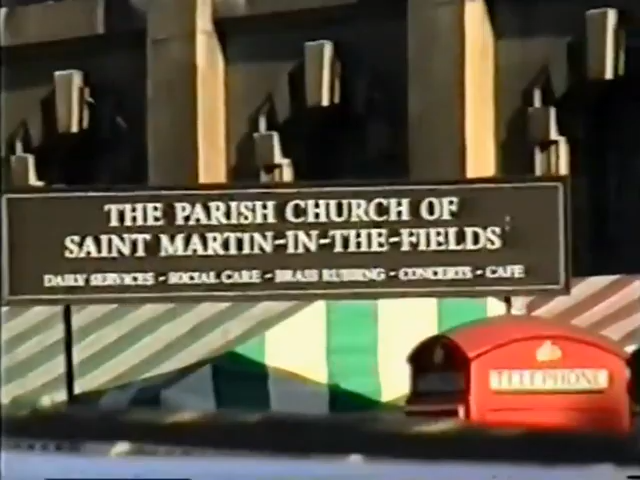 THE PARISH CHURCH OF
SAINT MARTIN-IN-THE-FIELDS
DAILY SERVICES - SOCIAL CARE - BRASS RUBBING - CONCERTS - CAFE
TELEPHONE